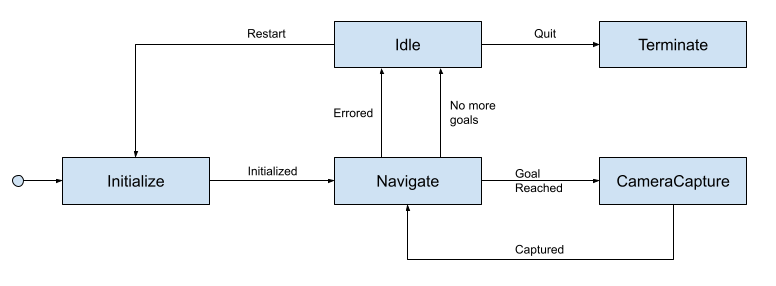 Restart
Idle
Quit
Terminate
Errored
No more
goals
Initialize
Initialized
Navigate
Goal
Reached
CameraCapture
Captured